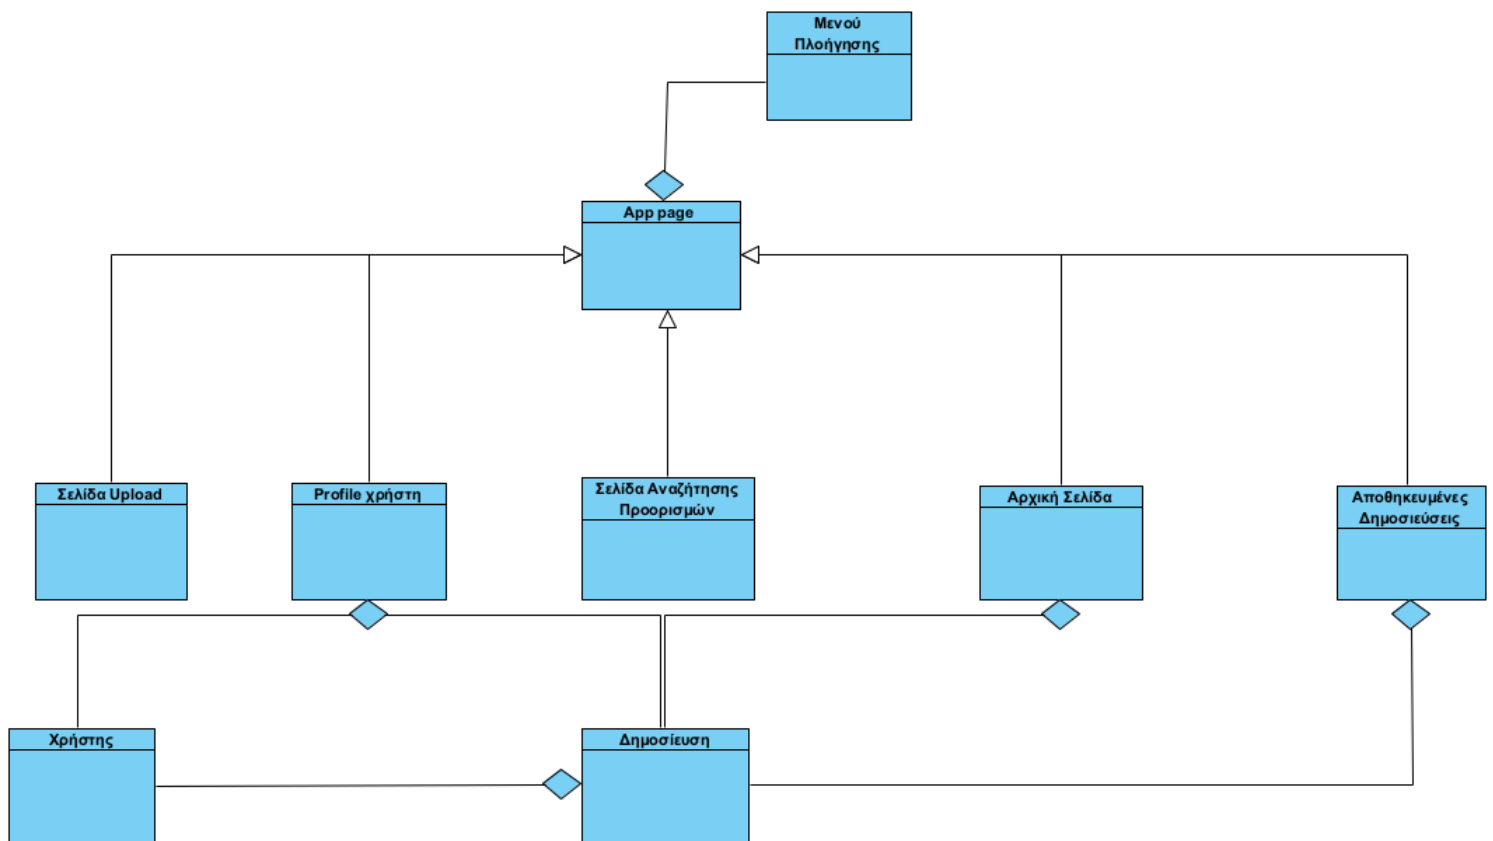 Μενού
Πλοήγησης
App page
Σελίδα Upload
Profile χρήστη
Σελίδα Αναζήτησης
Προορισμών
Αρχική Σελίδα
Αποθηκευμένες
Δημοσιεύσεις
Χρήστης
Δημοσίευση